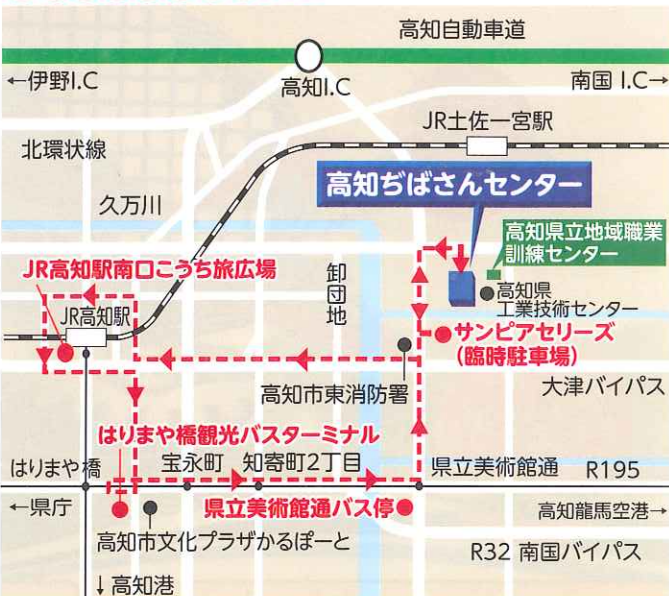 高知自動車道
←伊野I.C
高知I.C
南国 I.C→
JR土佐一宮駅
北環状線
高知ぢばさんセンター
久万川
高知県立地域職業
訓練センター
JR高知駅南口こうち旅広場
卸団地
高知県
工業技術センター
JR高知駅
サンピアセリーズ
(臨時駐車場)
高知市東消防署
大津バイパス
はりまや橋観光バスターミナル
はりまや橋
宝永町
知寄町2丁目
県立美術館通
R195
←県庁
県立美術館通バス停
高知龍馬空港→
高知市文化プラザかるぽーと
R32 南国バイパス
↓高知港